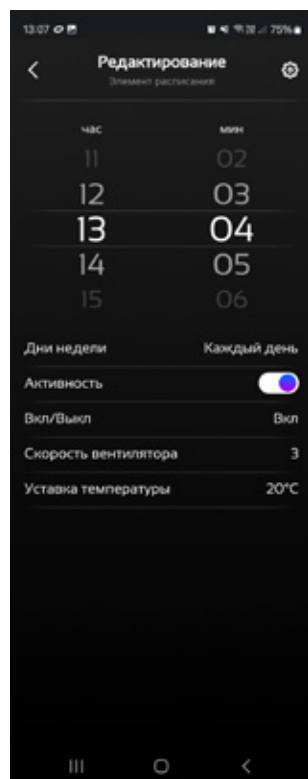 13:07 75%
Редактирование
Элемент расписания
час мин
11 02
12 03
13 04
14 05
15 06
Дни недели Каждый день
Активность
Вкл/Выкл Вкл
Скорость вентилятора 3
Уставка температуры 20°C